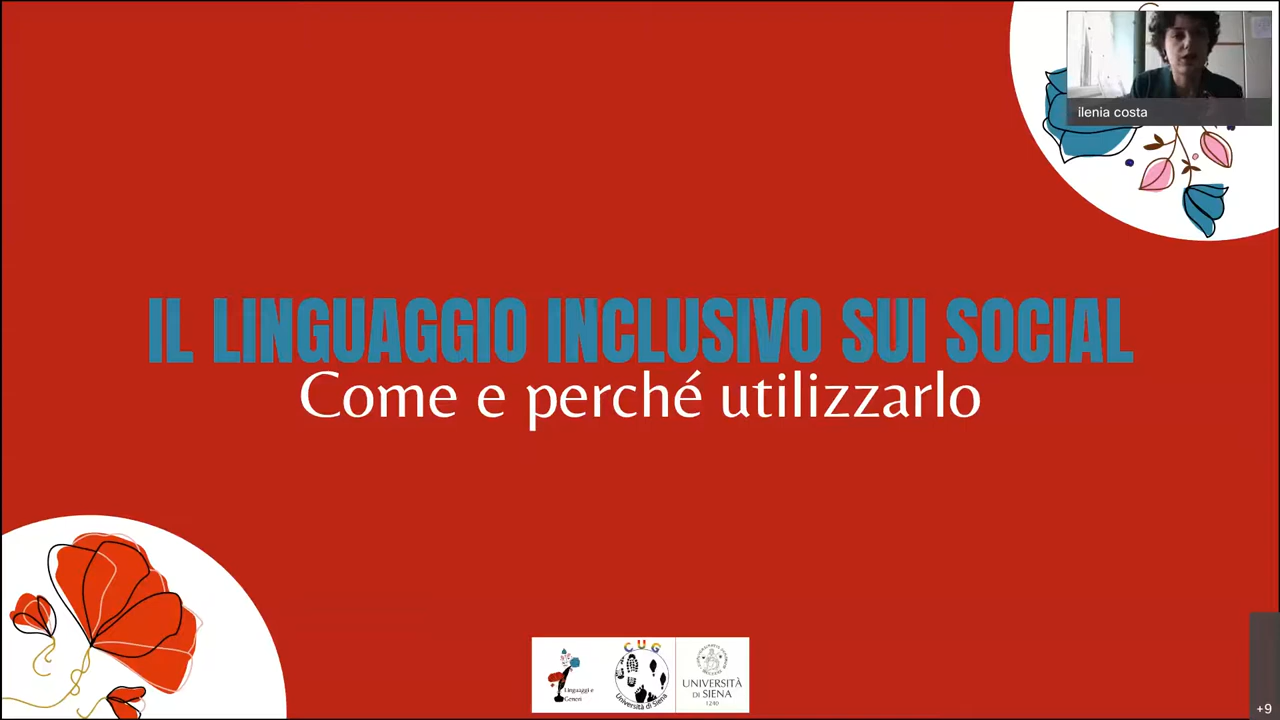 ilenia costa
IL LINGUAGGIO INCLUSIVO SUI SOCIAL
Come e perché utilizzarlo
Linguaggi e
Generi
CUG
Università di Siena
UNIVERSITÀ
DI SIENA
1240
+9